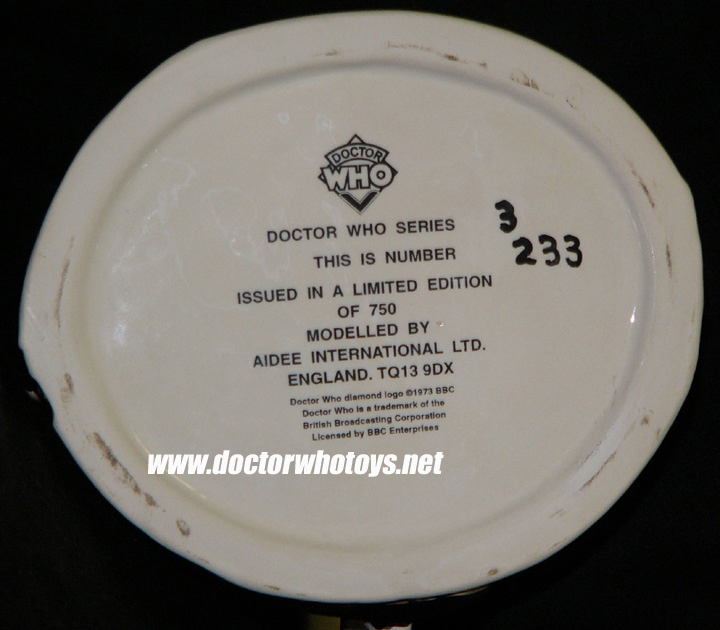 DOCTOR
WHO
DOCTOR WHO SERIES 3
THIS IS NUMBER 233
ISSUED IN A LIMITED EDITION
OF 750
MODELLED BY
AIDEE INTERNATIONAL LTD.
ENGLAND. TQ13 9DX
Doctor Who diamond logo ©1973 BBC
Doctor Who is a trademark of the
British Broadcasting Corporation
Licensed by BBC Enterprises
www.doctorwhotoys.net